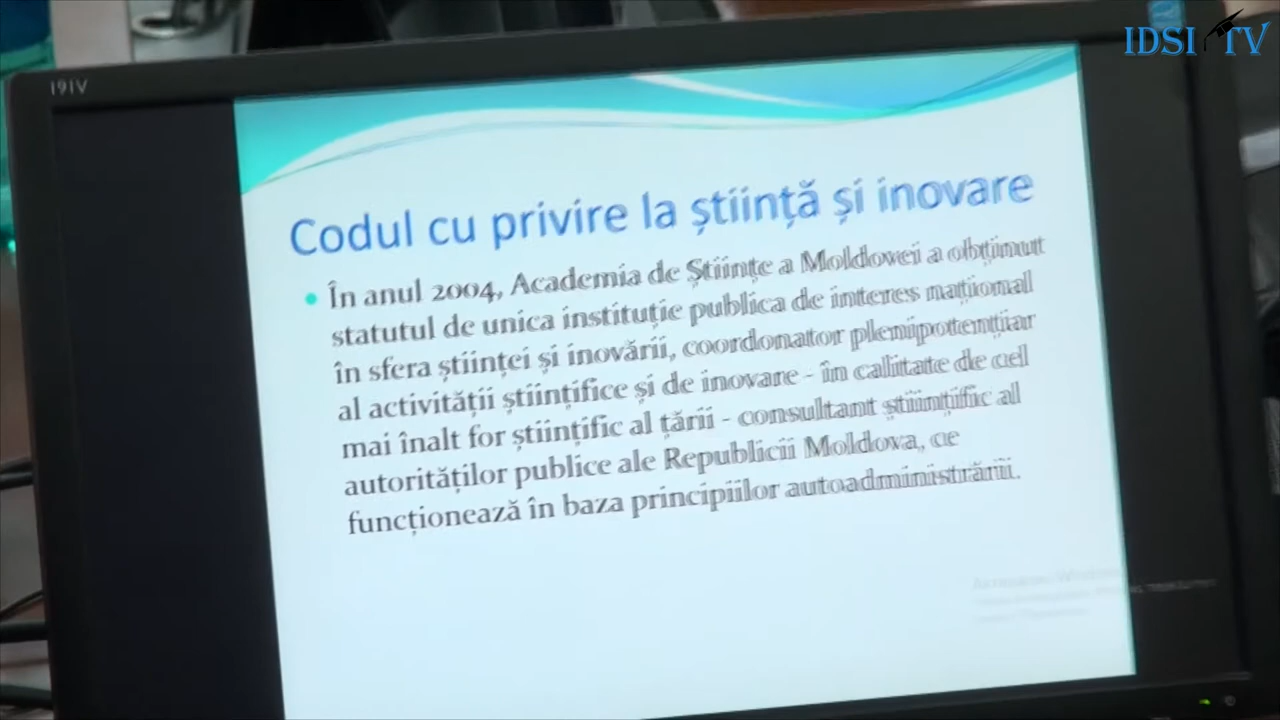 IDSI TV
I9IV
Codul cu privire la știință și inovare
• În anul 2004, Academia de Științe a Moldovei a obținut
statutul de unica instituție publica de interes național
în sfera științei și inovării, coordonator plenipotențiar
al activității științifice și de inovare - în calitate de cel
mai înalt for științific al țării - consultant științific al
autorităților publice ale Republicii Moldova, ce
funcționează în baza principiilor autoadministrării.